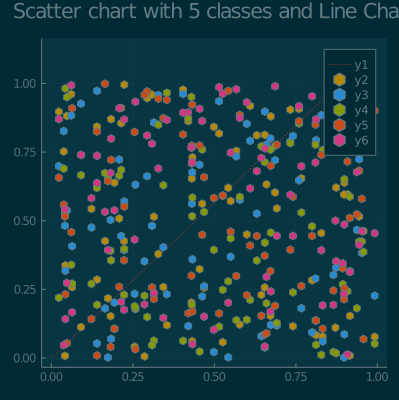 Scatter chart with 5 classes and Line Cha
1.00
0.75
0.50
0.25
0.00
0.00 0.25 0.50 0.75 1.00
y1
y2
y3
y4
y5
y6